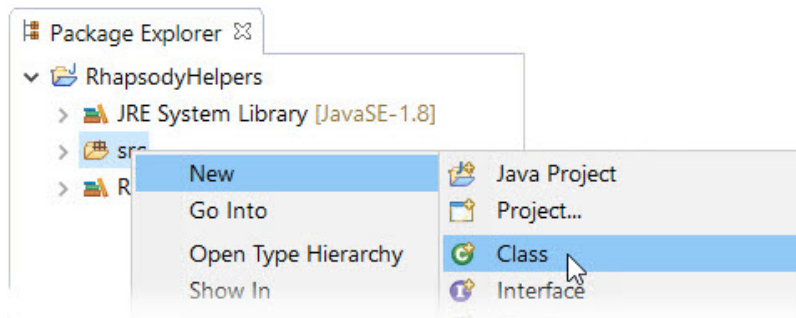 Package Explorer
RhapsodyHelpers
JRE System Library [JavaSE-1.8]
src
R
New
Go Into
Open Type Hierarchy
Show In
Java Project
Project...
Class
Interface